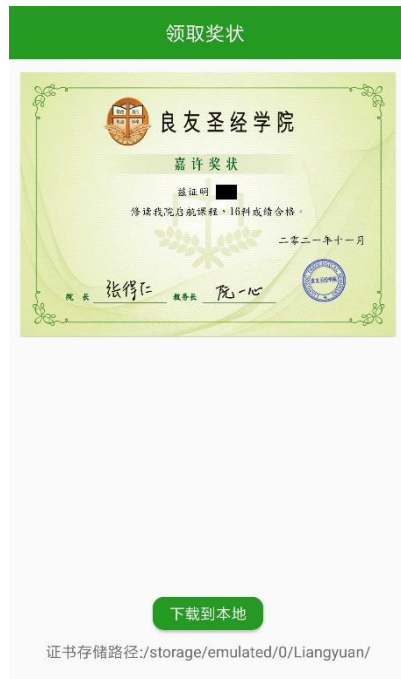 领取奖状
良友圣经学院
嘉许奖状
兹证明
修读我院启航课程，16科成绩合格。
二零二一年十一月
院 长 张得仁 教务长 阮一心
下载到本地
证书存储路径:/storage/emulated/0/Liangyuan/